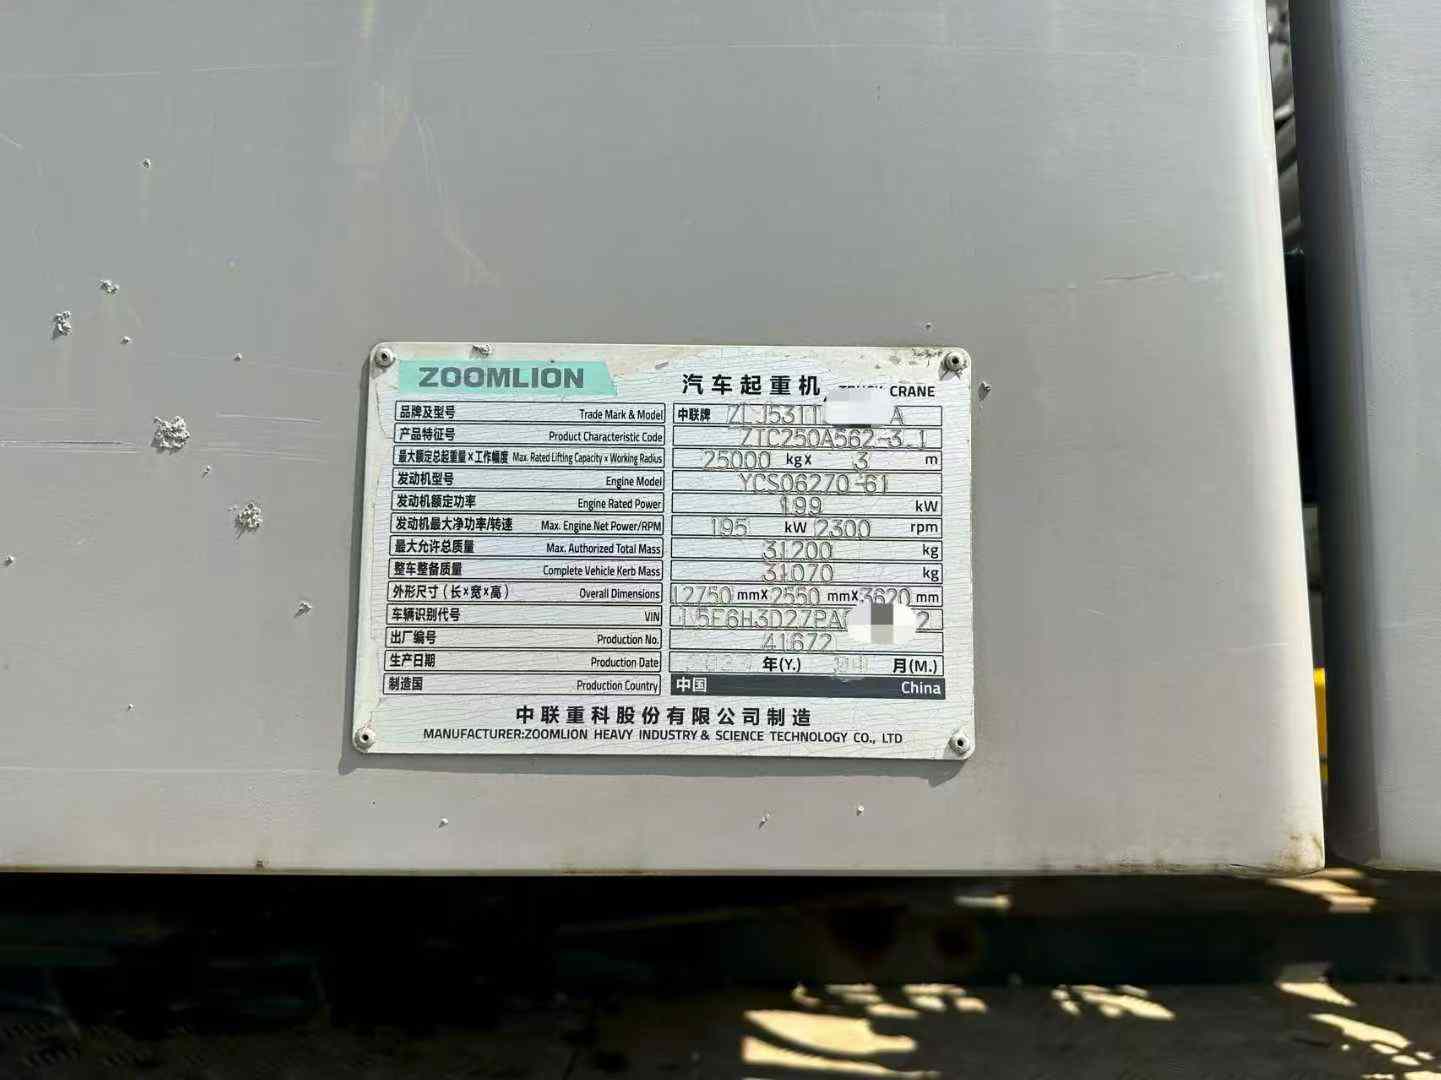 ZOOMLION 汽车起重机 CRANE
品牌及型号 Trade Mark & Model 中联牌 ZLJ5311 A
产品特征号 Product Characteristic Code ZTC250A562-3.1
最大额定总起重量×工作幅度 Max. Rated Lifting Capacity x Working Radius 25000 kg x 3 m
发动机型号 Engine Model YCS06270-61
发动机额定功率 Engine Rated Power 199 kW
发动机最大净功率/转速 Max. Engine Net Power/RPM 195 kW 2300 rpm
最大允许总质量 Max. Authorized Total Mass 31200 kg
整车整备质量 Complete Vehicle Kerb Mass 31070 kg
外形尺寸(长×宽×高) Overall Dimensions 12750 mm x 2550 mm x 3620 mm
车辆识别代号 VIN L5E6H3D27PA 2
出厂编号 Production No. 41672
生产日期 Production Date 年(Y.) 月(M.)
制造国 Production Country 中国 China
中联重科股份有限公司制造
MANUFACTURER:ZOOMLION HEAVY INDUSTRY & SCIENCE TECHNOLOGY CO., LTD